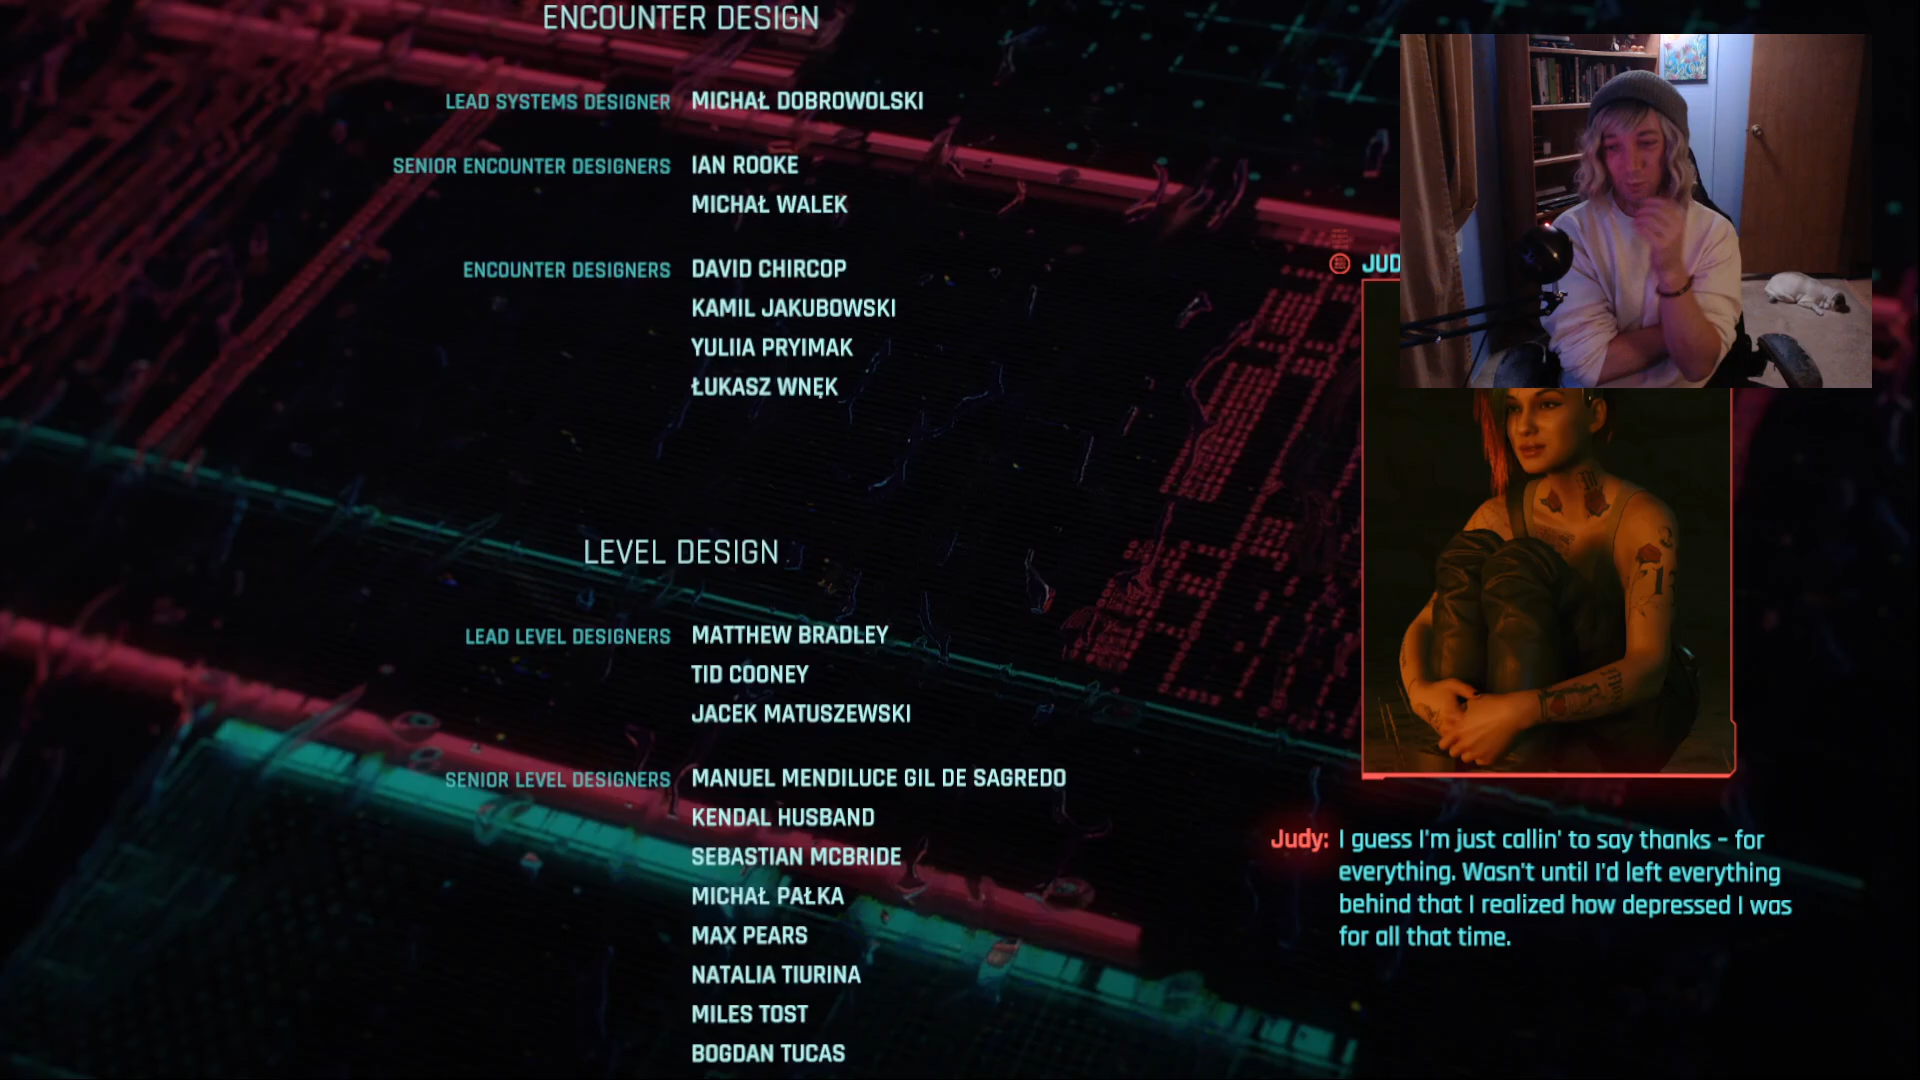 ENCOUNTER DESIGN
LEAD SYSTEMS DESIGNER MICHAŁ DOBROWOLSKI
SENIOR ENCOUNTER DESIGNERS IAN ROOKE
MICHAŁ WALEK
ENCOUNTER DESIGNERS DAVID CHIRCOP
KAMIL JAKUBOWSKI
YULIIA PRYIMAK
ŁUKASZ WNĘK
LEVEL DESIGN
LEAD LEVEL DESIGNERS MATTHEW BRADLEY
TID COONEY
JACEK MATUSZEWSKI
SENIOR LEVEL DESIGNERS MANUEL MENDILUCE GIL DE SAGREDO
KENDAL HUSBAND
SEBASTIAN MCBRIDE
MICHAŁ PAŁKA
MAX PEARS
NATALIA TIURINA
MILES TOST
BOGDAN TUCAS
JUD
Judy: I guess I'm just callin' to say thanks – for
everything. Wasn't until I'd left everything
behind that I realized how depressed I was
for all that time.